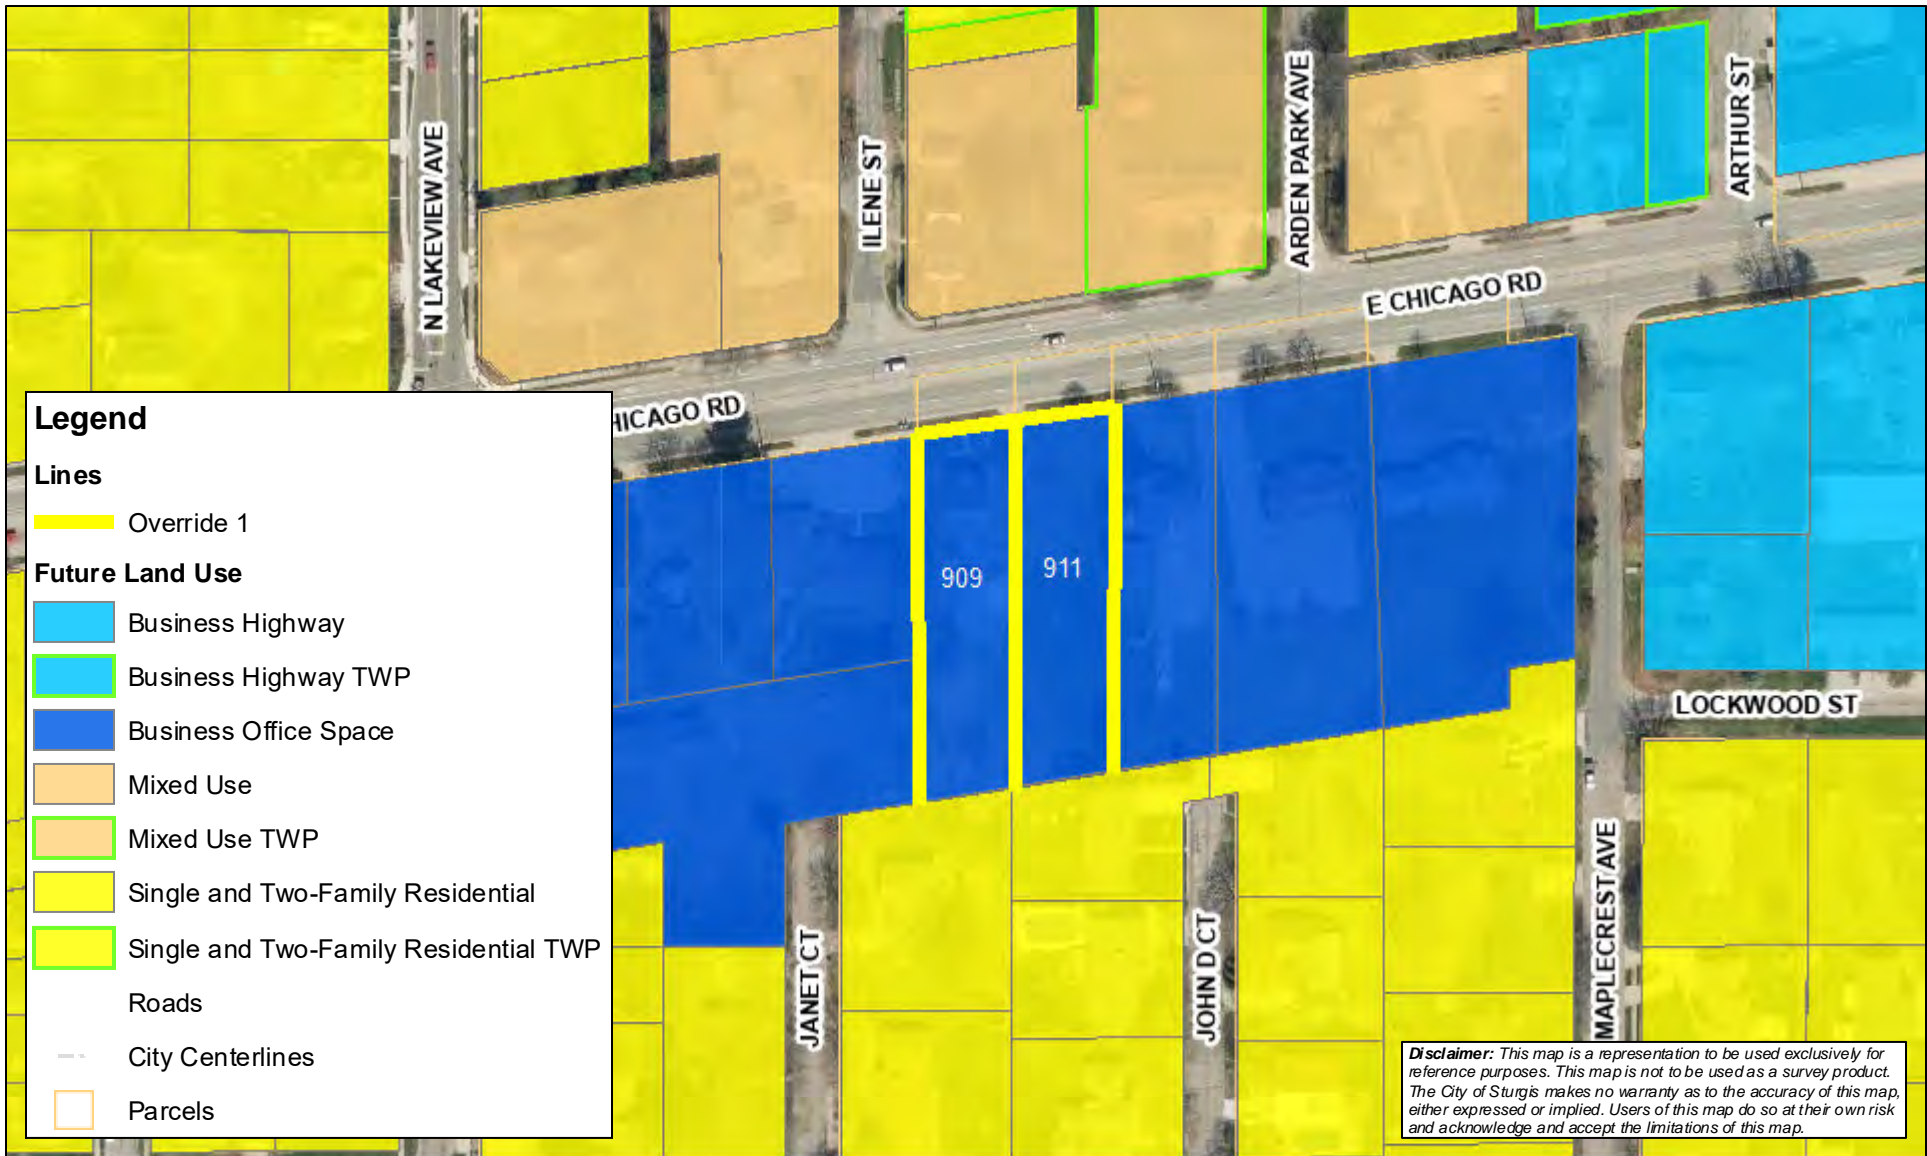 N LAKEVIEW AVE
ILENE ST
ARDEN PARK AVE
ARTHUR ST
E CHICAGO RD
HICAGO RD
909
911
LOCKWOOD ST
JANET CT
JOHN D CT
MAPLECREST AVE
Legend
Lines
Override 1
Future Land Use
Business Highway
Business Highway TWP
Business Office Space
Mixed Use
Mixed Use TWP
Single and Two-Family Residential
Single and Two-Family Residential TWP
Roads
City Centerlines
Parcels
Disclaimer: This map is a representation to be used exclusively for
reference purposes. This map is not to be used as a survey product.
The City of Sturgis makes no warranty as to the accuracy of this map,
either expressed or implied. Users of this map do so at their own risk
and acknowledge and accept the limitations of this map.